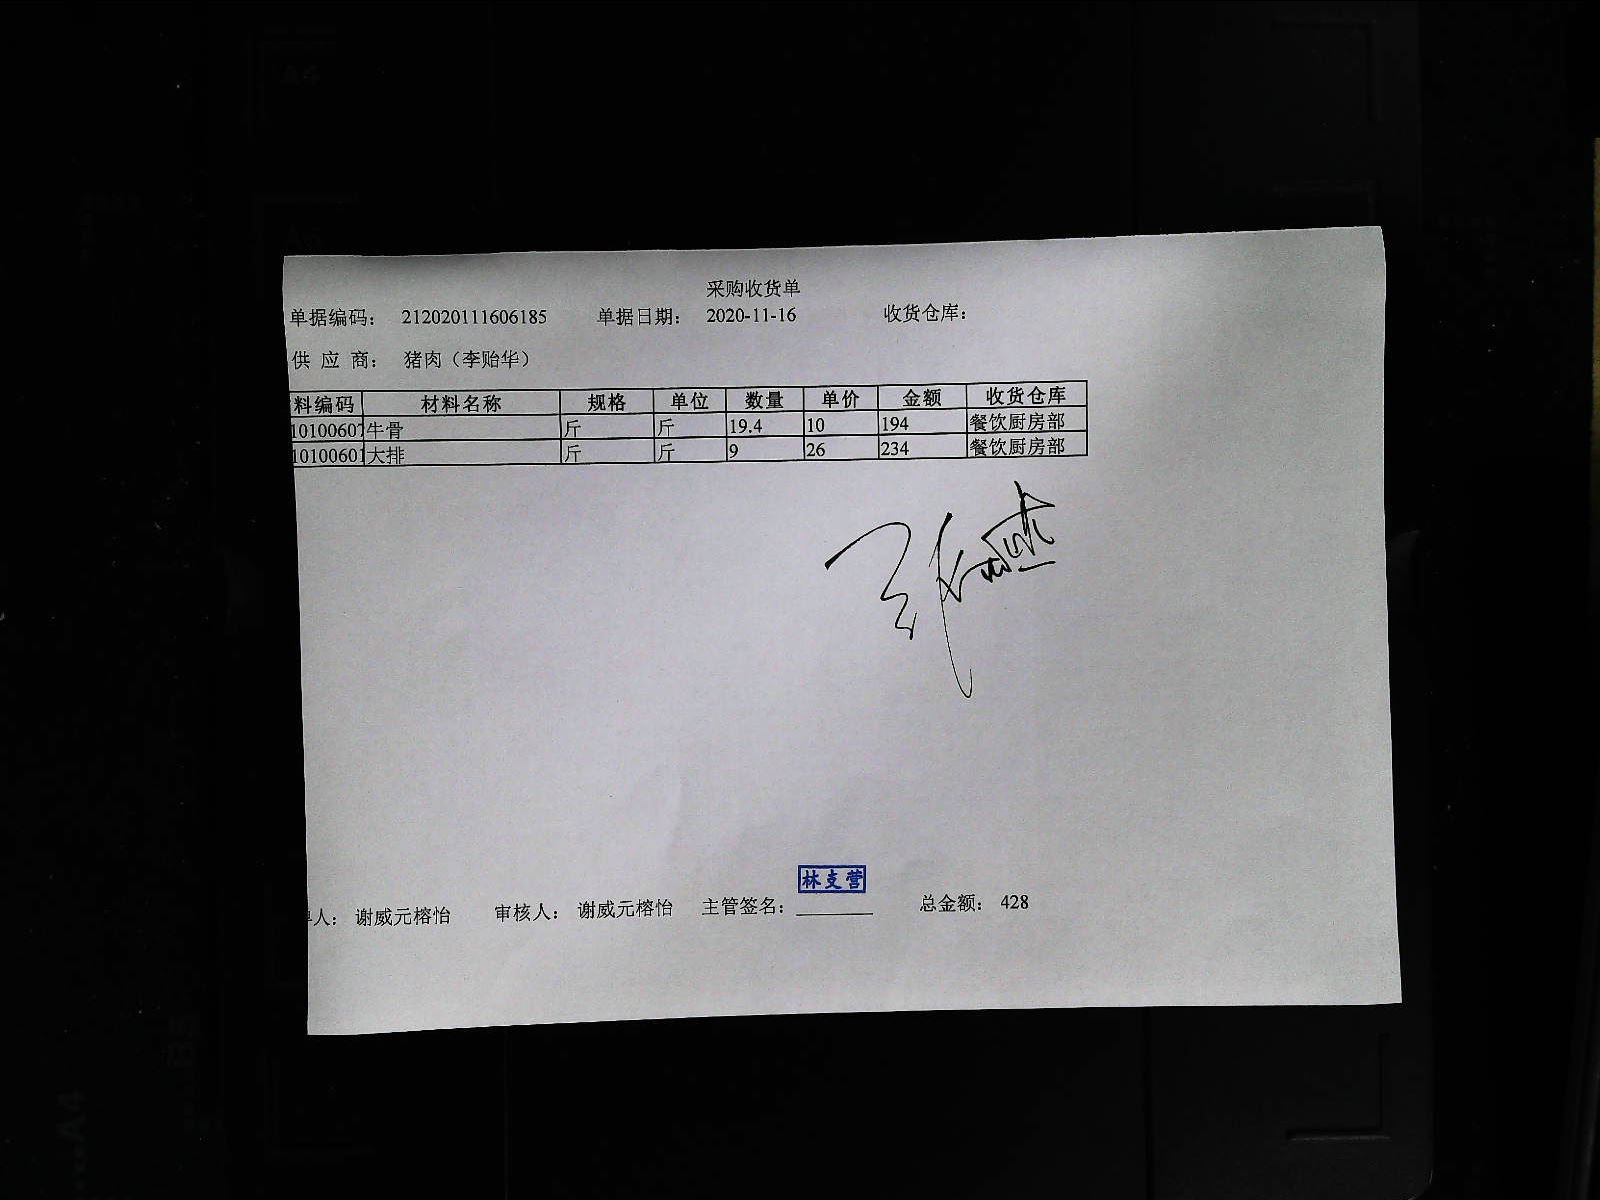 采购收货单
单据编码： 212020111606185 单据日期： 2020-11-16 收货仓库：
供 应 商： 猪肉（李贻华）
料编码 材料名称 规格 单位 数量 单价 金额 收货仓库
10100607 牛骨 斤 斤 19.4 10 194 餐饮厨房部
10100601 大排 斤 斤 9 26 234 餐饮厨房部
林支营
人： 谢威元榕怡 审核人： 谢威元榕怡 主管签名： 总金额： 428